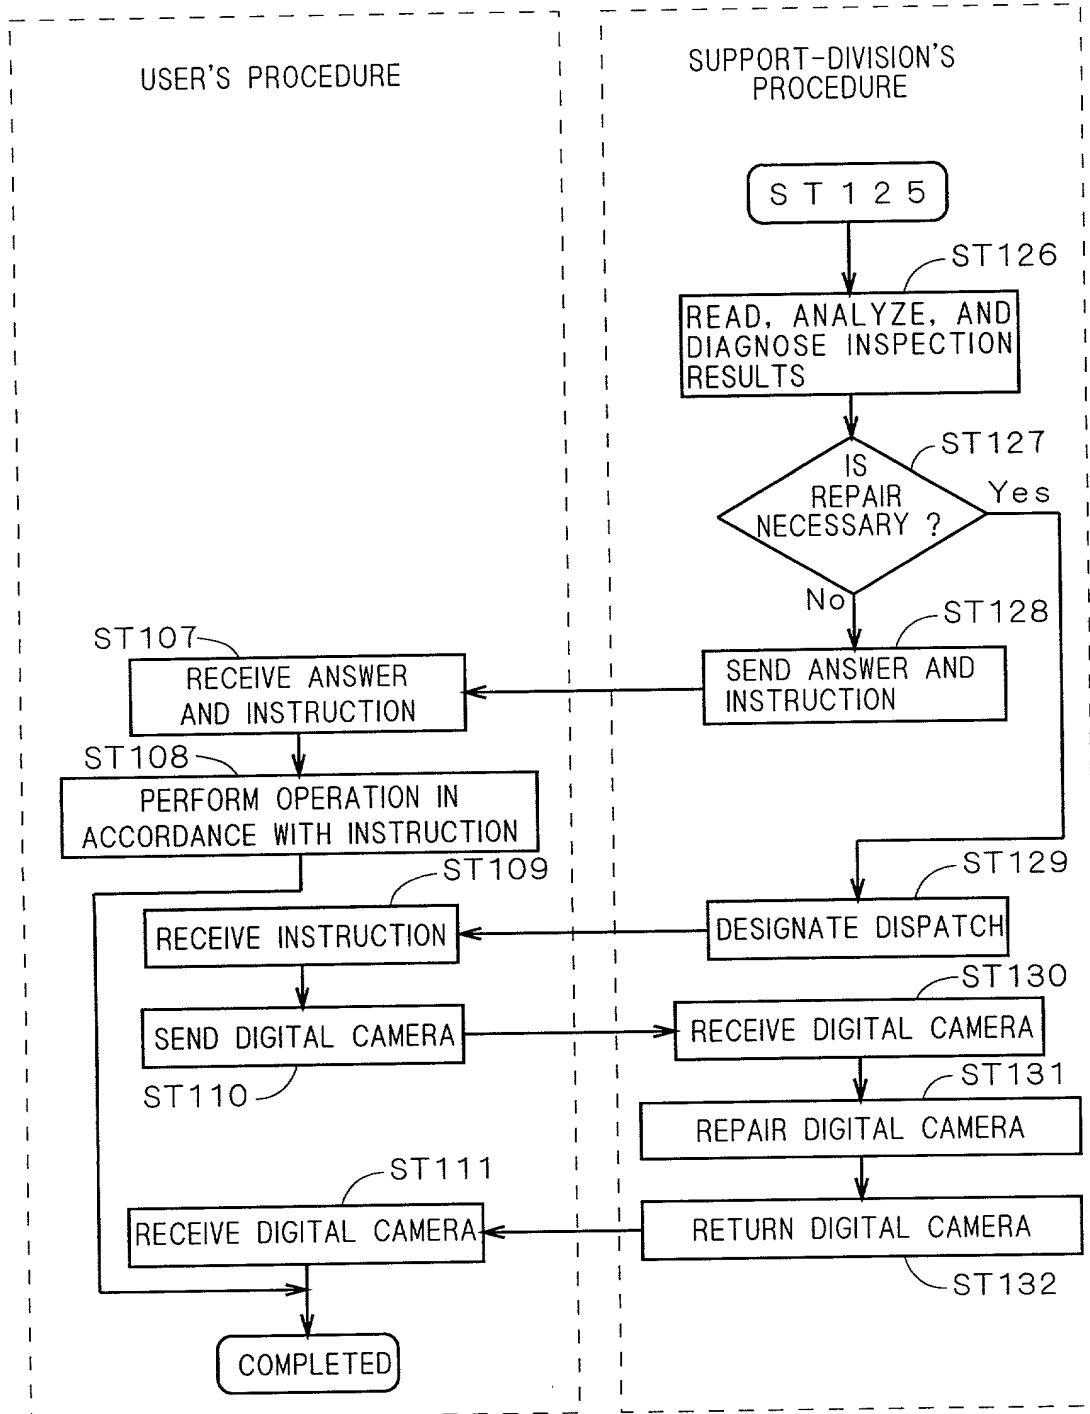 USER'S PROCEDURE
SUPPORT-DIVISION'S
PROCEDURE
ST125
ST126
READ, ANALYZE, AND
DIAGNOSE INSPECTION
RESULTS
ST127
IS
REPAIR
NECESSARY ?
Yes
No
ST128
SEND ANSWER AND
INSTRUCTION
ST107
RECEIVE ANSWER
AND INSTRUCTION
ST108
PERFORM OPERATION IN
ACCORDANCE WITH INSTRUCTION
ST129
DESIGNATE DISPATCH
ST109
RECEIVE INSTRUCTION
SEND DIGITAL CAMERA
ST110
ST130
RECEIVE DIGITAL CAMERA
ST131
REPAIR DIGITAL CAMERA
RETURN DIGITAL CAMERA
ST132
ST111
RECEIVE DIGITAL CAMERA
COMPLETED